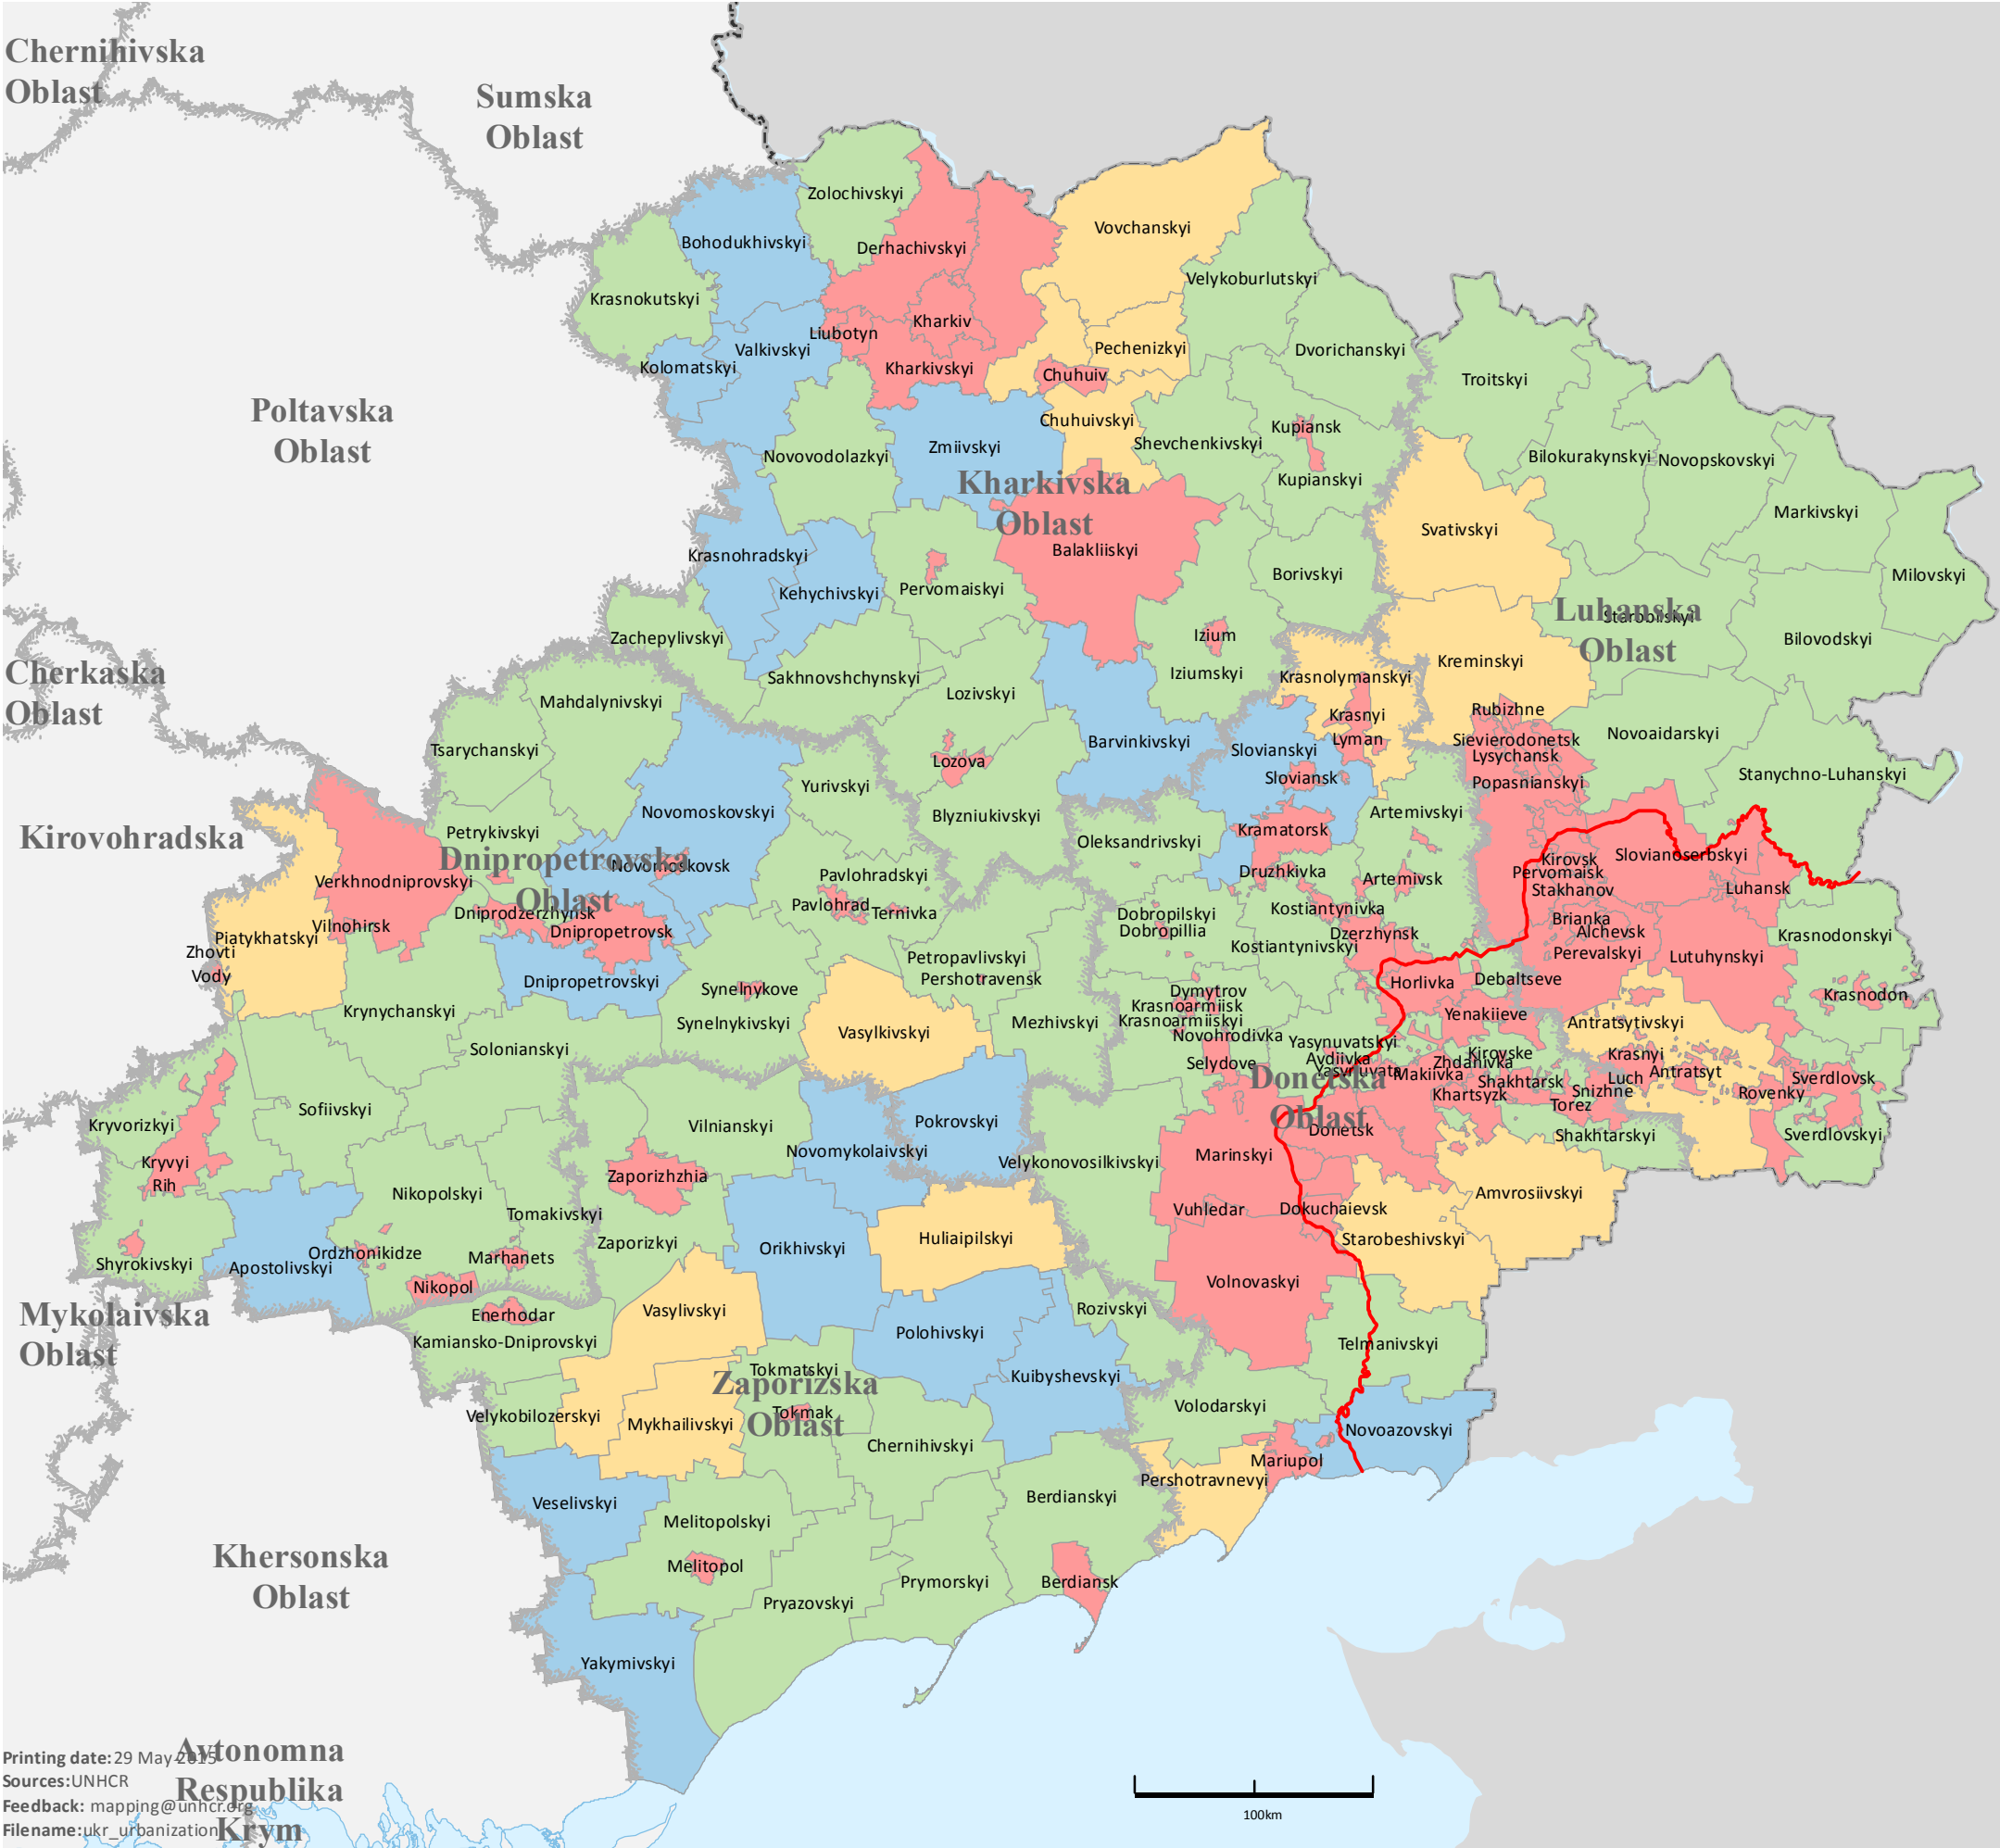 Chernihivska
Oblast
Sumska
Oblast
Zolochivskyi
Bohodukhivskyi
Derhachivskyi
Vovchanskyi
Krasnokutskyi
Velykoburlutskyi
Liubotyn
Kharkiv
Valkivskyi
Pechenizkyi
Dvorichanskyi
Kolomatskyi
Kharkivskyi
Chuhuiv
Troitskyi
Poltavska
Oblast
Chuhuivskyi
Kupiansk
Shevchenkivskyi
Zmiivskyi
Novovodolazkyi
Bilokurakynskyi
Novopskovskyi
Kharkivska
Oblast
Kupianskyi
Markivskyi
Svativskyi
Balakliiskyi
Krasnohradskyi
Borivskyi
Milovskyi
Kehychivskyi
Pervomaiskyi
Luhanska
Oblast
Starobilskyi
Zachepylivskyi
Izium
Bilovodskyi
Cherkaska
Oblast
Kreminskyi
Iziumskyi
Krasnolymanskyi
Sakhnovshchynskyi
Lozivskyi
Mahdalynivskyi
Krasnyi
Lyman
Rubizhne
Tsarychanskyi
Barvinkivskyi
Slovianskyi
Sievierodonetsk
Lysychansk
Novoaidarskyi
Lozova
Sloviansk
Popasnianskyi
Stanychno-Luhanskyi
Yurivskyi
Novomoskovskyi
Blyzniukivskyi
Artemivskyi
Kirovohradska
Petrykivskyi
Oleksandrivskyi
Kramatorsk
Dnipropetrovska
Oblast
Novomoskovsk
Kirovsk
Slovianoserbskyi
Verkhnodniprovskyi
Pavlohradskyi
Druzhkivka
Artemivsk
Pervomaisk
Stakhanov
Luhansk
Dniprodzerzhynsk
Pavlohrad
Ternivka
Dobropilskyi
Dobropillia
Kostiantynivka
Brianka
Alchevsk
Vilnohirsk
Dnipropetrovsk
Piatykhatskyi
Kostiantynivskyi
Dzerzhynsk
Perevalskyi
Lutuhynskyi
Krasnodonskyi
Zhovti
Vody
Petropavlivskyi
Pershotravensk
Dnipropetrovskyi
Synelnykove
Horlivka
Debaltseve
Dymytrov
Krasnoarmiisk
Krasnoarmiiskyi
Krasnodon
Krynychanskyi
Synelnykivskyi
Vasylkivskyi
Mezhivskyi
Novohrodivka
Yenakiieve
Antratsytivskyi
Solonianskyi
Selydove
Yasynuvatskyi
Avdiivka
Yasynuvata
Makiivka
Zhdanivka
Kirovske
Krasnyi
Luch
Antratsyt
Donetska
Oblast
Khartsyzk
Shakhtarsk
Snizhne
Torez
Rovenky
Sverdlovsk
Sofiivskyi
Kryvorizkyi
Vilnianskyi
Pokrovskyi
Donetsk
Shakhtarskyi
Sverdlovskyi
Novomykolaivskyi
Velykonovosilkivskyi
Marinskyi
Kryvyi
Rih
Zaporizhzhia
Nikopolskyi
Amvrosiivskyi
Tomakivskyi
Vuhledar
Dokuchaievsk
Zaporizkyi
Orikhivskyi
Huliaipilskyi
Starobeshivskyi
Shyrokivskyi
Apostolivskyi
Ordzhonikidze
Marhanets
Nikopol
Volnovaskyi
Mykolaivska
Oblast
Enerhodar
Vasylivskyi
Rozivskyi
Kamiansko-Dniprovskyi
Polohivskyi
Telmanivskyi
Tokmatskyi
Kuibyshevskyi
Zaporizska
Oblast
Tokmak
Velykobilozerskyi
Mykhailivskyi
Volodarskyi
Novoazovskyi
Chernihivskyi
Mariupol
Pershotravnevyi
Veselivskyi
Berdianskyi
Melitopolskyi
Khersonska
Oblast
Melitopol
Prymorskyi
Berdiansk
Pryazovskyi
Yakymivskyi
Avtonomna
Respublika
Krym
Printing date: 29 May 2015
Sources:UNHCR
Feedback: mapping@unhcr.org
Filename:ukr_urbanization
100km